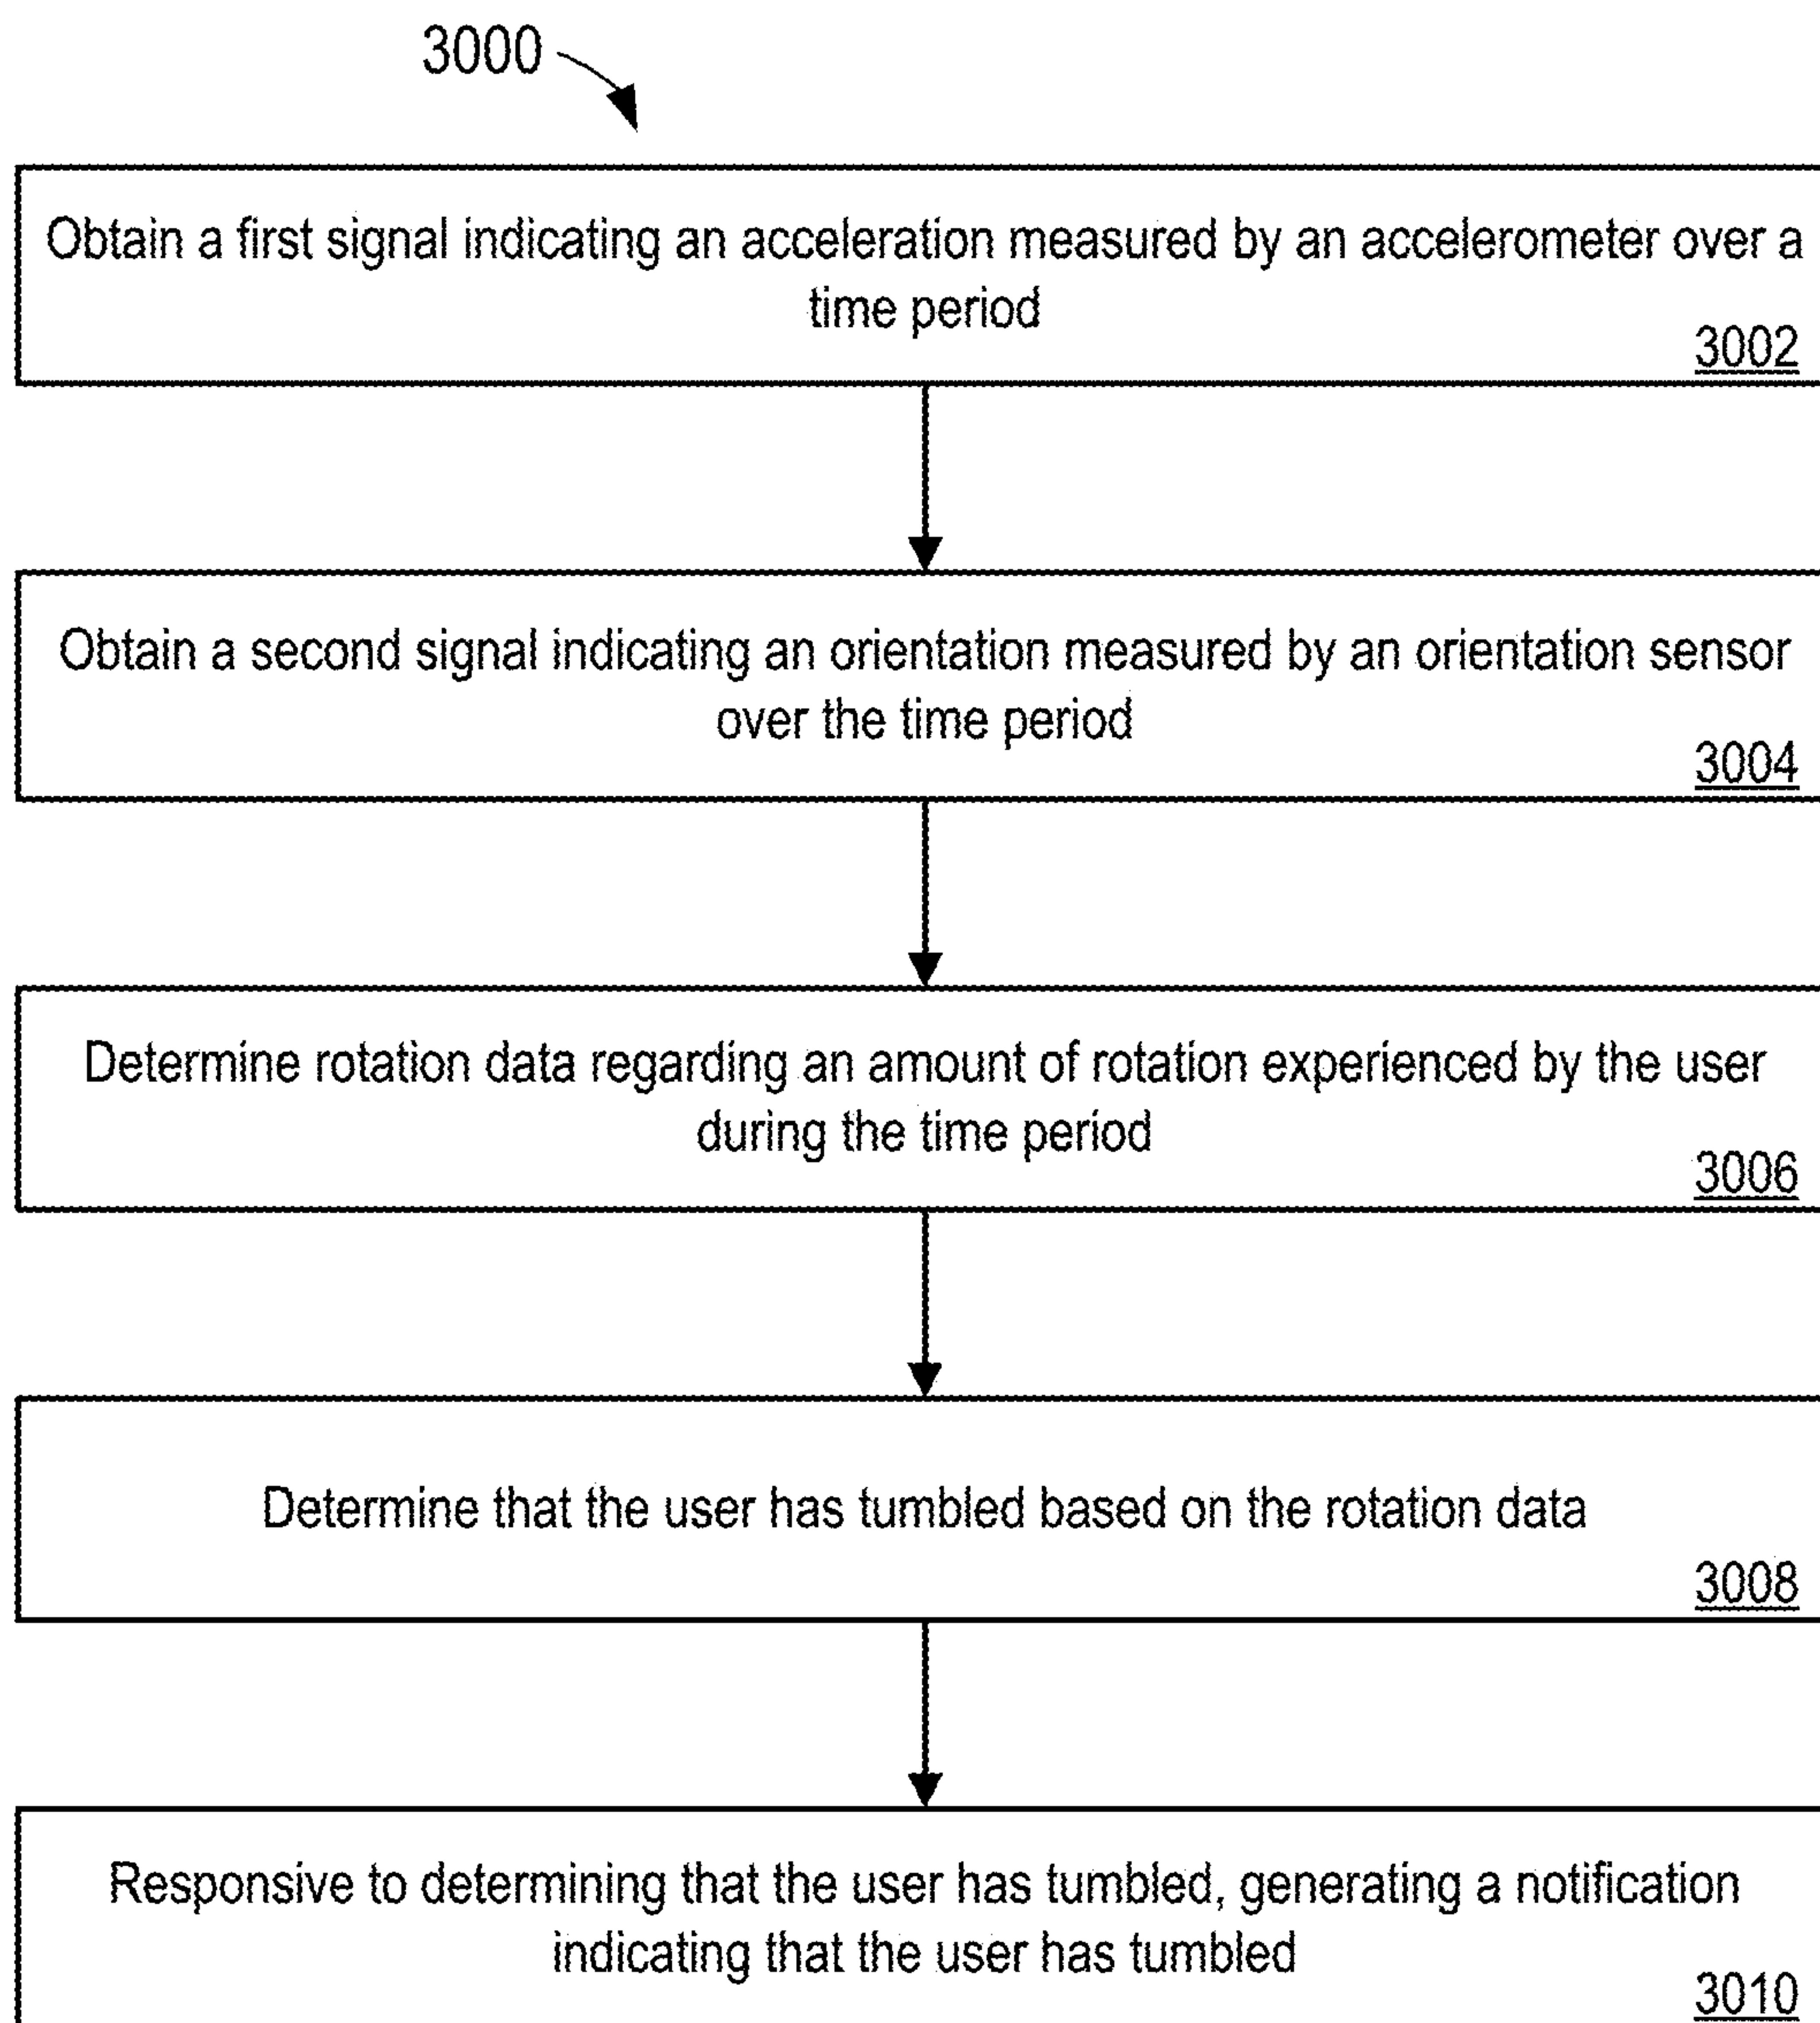 3000
Obtain a first signal indicating an acceleration measured by an accelerometer over a
time period
3002
Obtain a second signal indicating an orientation measured by an orientation sensor
over the time period
3004
Determine rotation data regarding an amount of rotation experienced by the user
during the time period
3006
Determine that the user has tumbled based on the rotation data
3008
Responsive to determining that the user has tumbled, generating a notification
indicating that the user has tumbled
3010